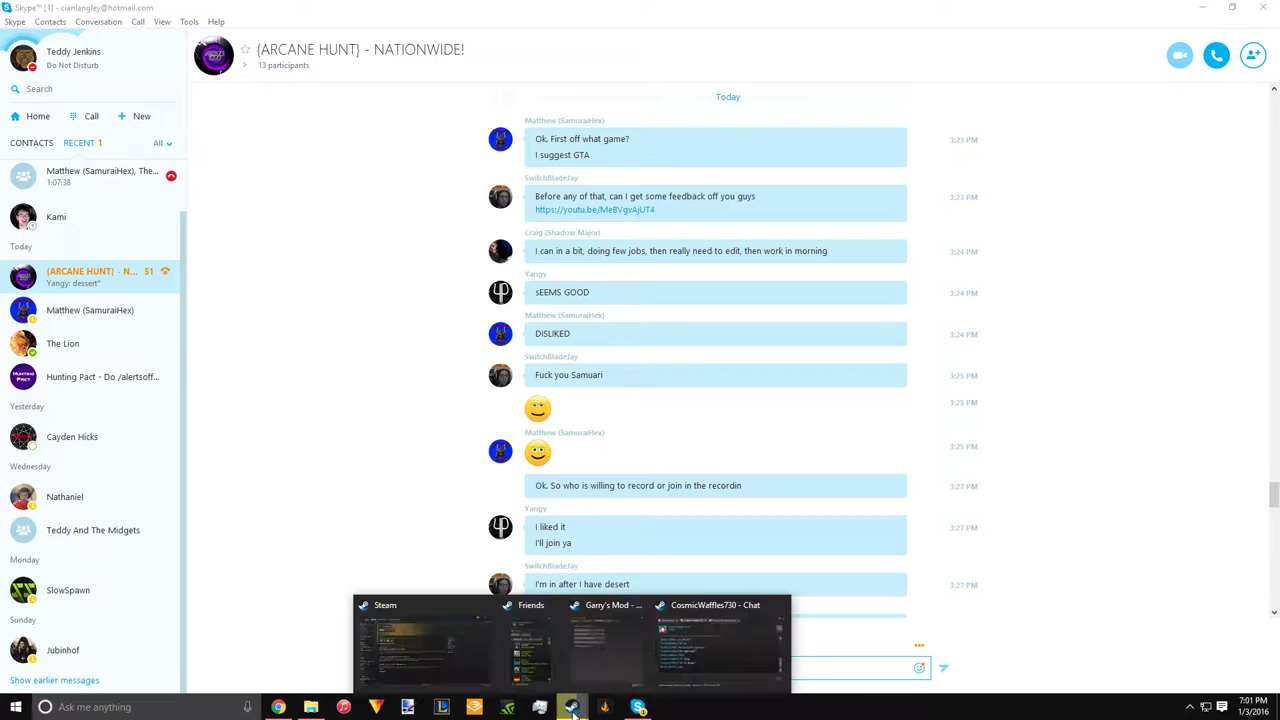 Skype™ [1] - cianlangley@hotmail.com
Skype Contacts Conversation Call View Tools Help
Teddy Jenkins
Do Not Disturb
Search
Home Call New
CONTACTS RECENT 1 All
Matthew (SamuraiHex), The...
1:07:38
Kami
Today
{ARCANE HUNT} - N... 51
Yangy: dessert*
Matthew (SamuraiHex)
The Lion
HUNTING PACT
Hunting Pact - Do /alertsoff...
Yesterday
Cayden Hicks
Wednesday
Nathaniel
Teddy And The Midgets
Monday
SlowSpawn
Sunday
Jubinhof
Show earlier messages
{ARCANE HUNT} - NATIONWIDE!
13 participants
Today
Matthew (SamuraiHex)
Ok. First off what game? 3:23 PM
I suggest GTA
SwitchBladeJay
Before any of that, can I get some feedback off you guys 3:23 PM
https://youtu.be/MeBVgvAjUT4
Craig (Shadow Major)
I can in a bit, doing few jobs, then really need to edit, then work in morning 3:24 PM
Yangy
sEEMS GOOD 3:24 PM
Matthew (SamuraiHex)
DISLIKED 3:24 PM
SwitchBladeJay
Fuck you Samuari 3:25 PM
3:25 PM
Matthew (SamuraiHex)
3:25 PM
Ok. So who is willing to record or join in the recordin 3:27 PM
Yangy
I liked it 3:27 PM
I'll join ya
SwitchBladeJay
I'm in after I have desert 3:27 PM
Steam Friends Garry's Mod - ... CosmicWaffles730 - Chat
Ask me anything
7:01 PM
1/3/2016